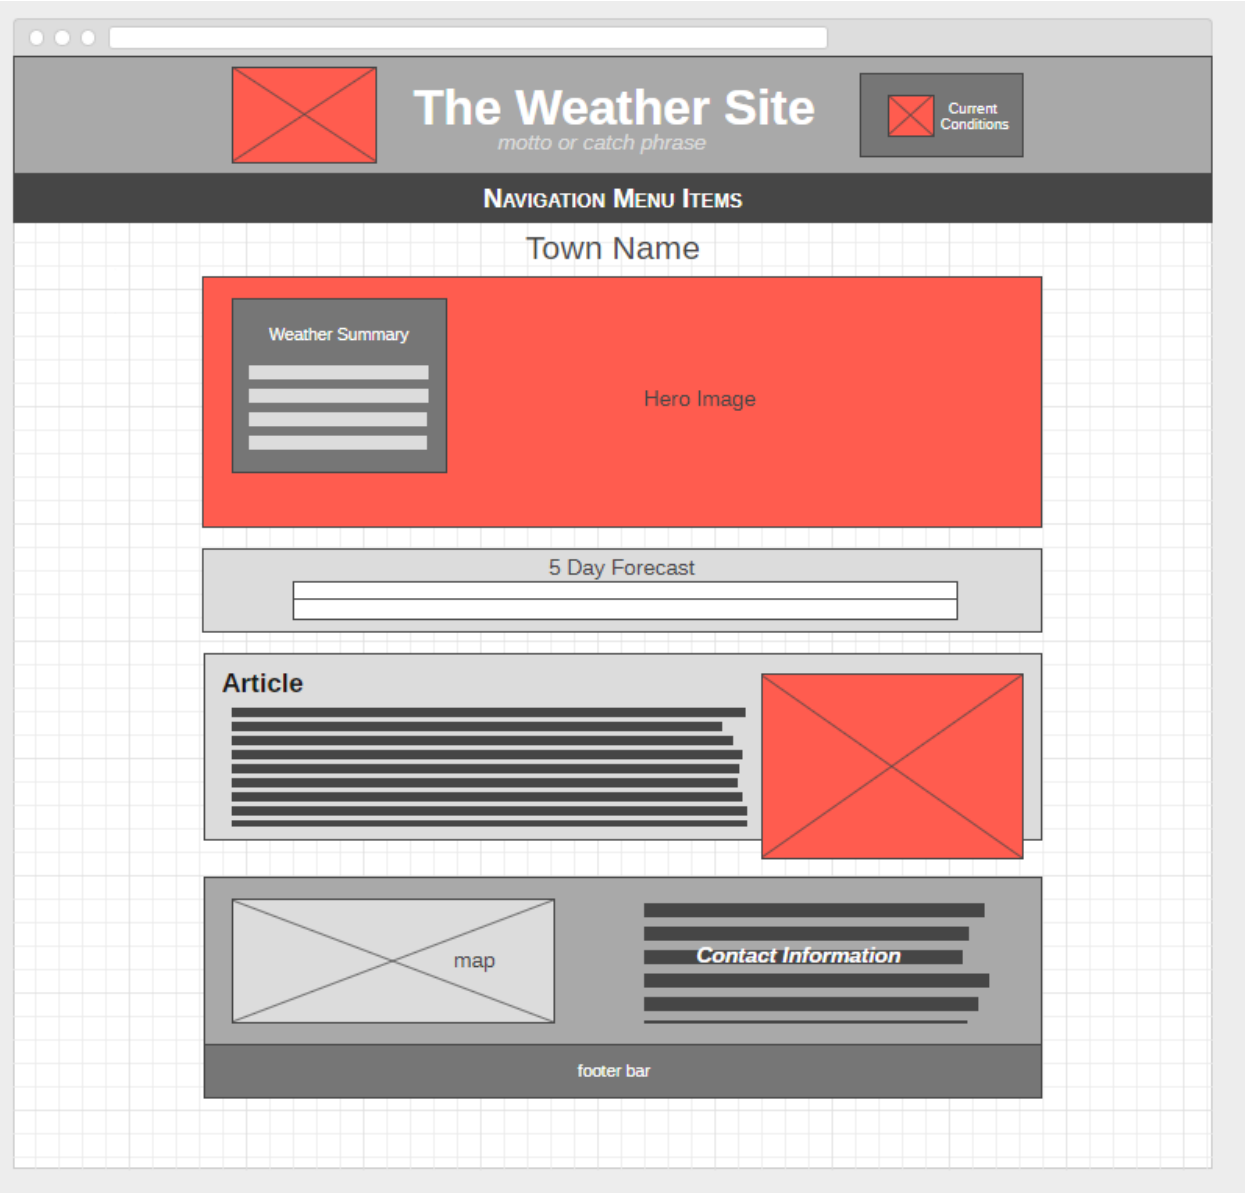 The Weather Site
motto or catch phrase
Current
Conditions
Navigation Menu Items
Town Name
Weather Summary
Hero Image
5 Day Forecast
Article
map
Contact Information
footer bar